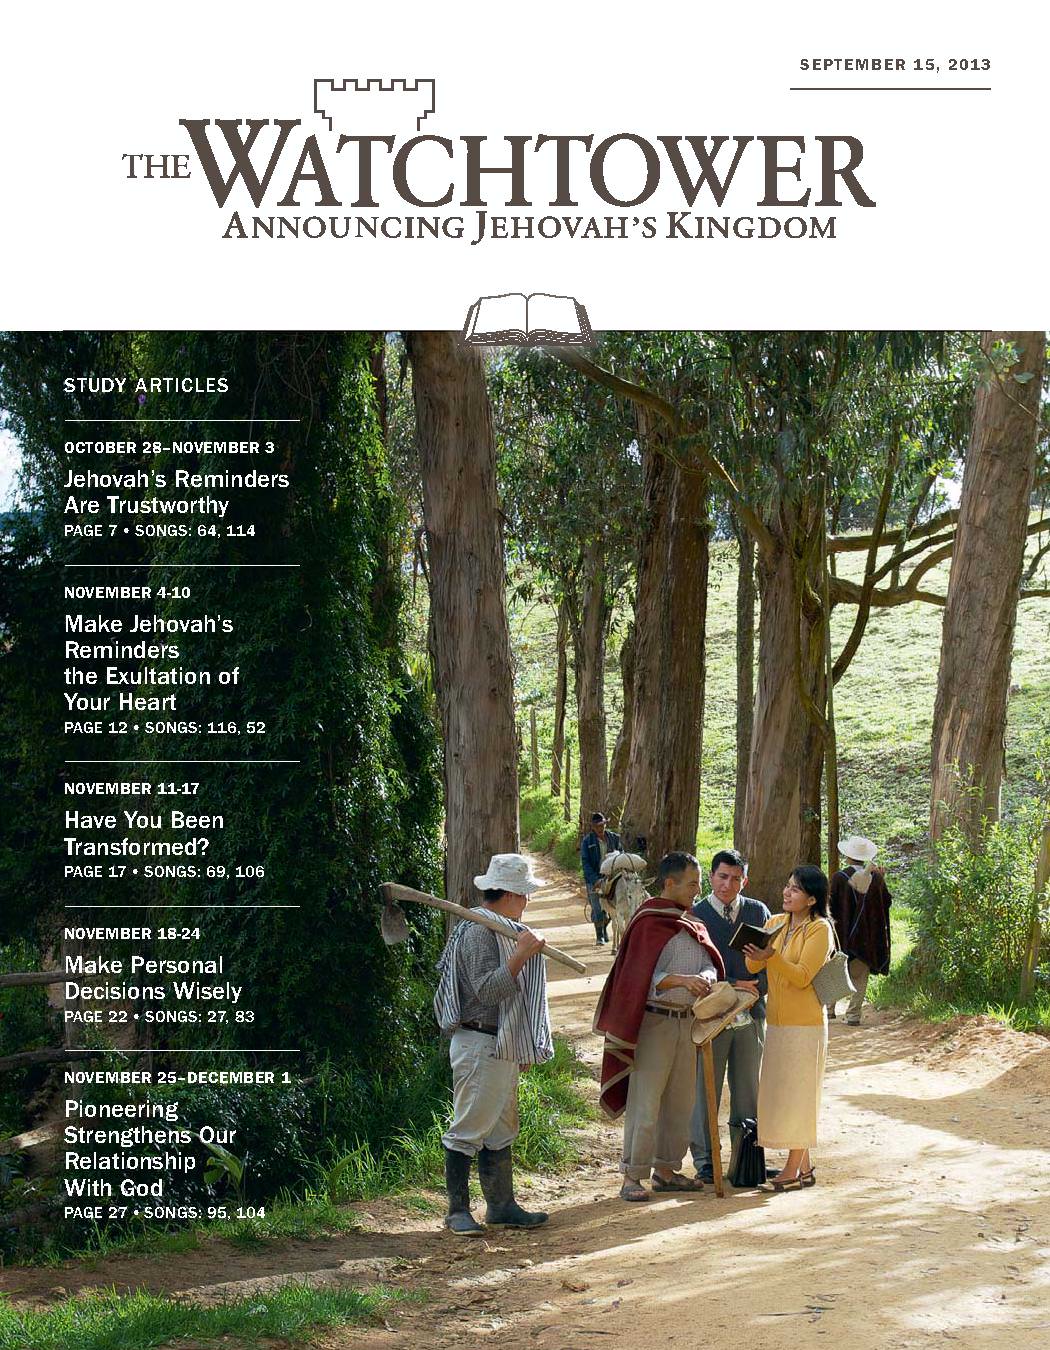 SEPTEMBER 15, 2013
THE WATCHTOWER
ANNOUNCING JEHOVAH'S KINGDOM
STUDY ARTICLES
OCTOBER 28–NOVEMBER 3
Jehovah's Reminders
Are Trustworthy
PAGE 7 • SONGS: 64, 114
NOVEMBER 4-10
Make Jehovah's
Reminders
the Exultation of
Your Heart
PAGE 12 • SONGS: 116, 52
NOVEMBER 11-17
Have You Been
Transformed?
PAGE 17 • SONGS: 69, 106
NOVEMBER 18-24
Make Personal
Decisions Wisely
PAGE 22 • SONGS: 27, 83
NOVEMBER 25–DECEMBER 1
Pioneering
Strengthens Our
Relationship
With God
PAGE 27 • SONGS: 95, 104